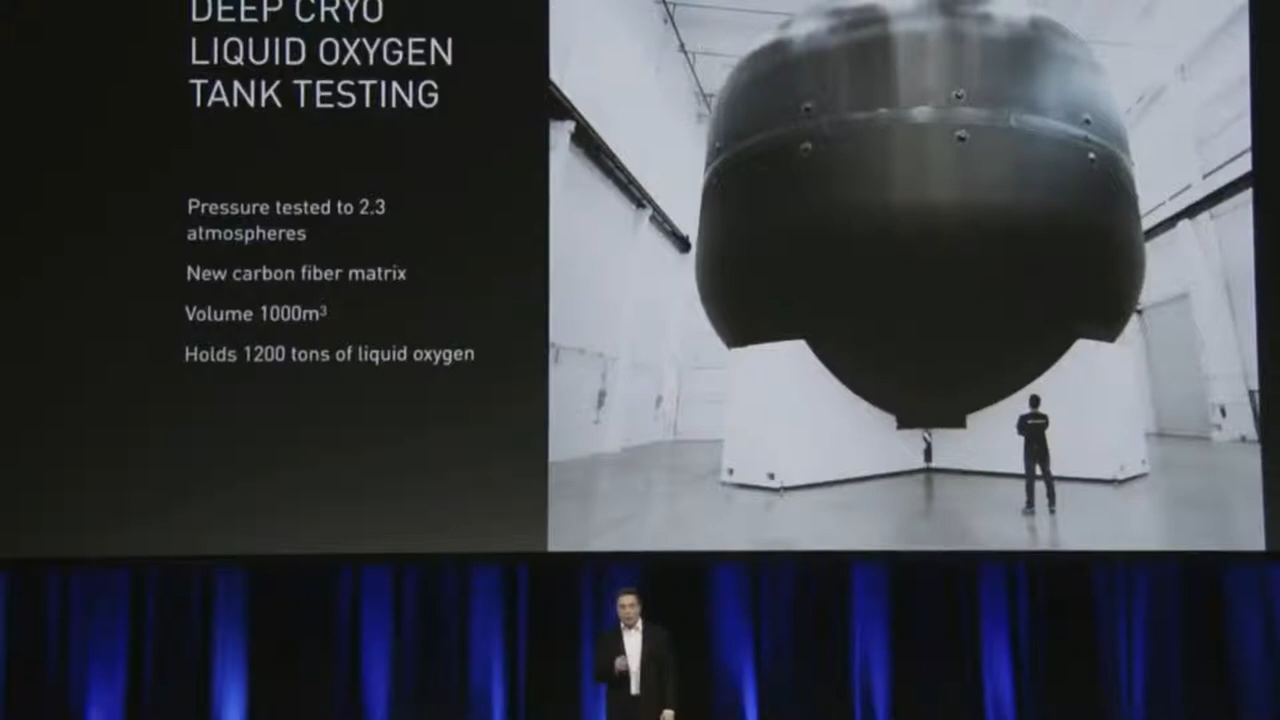 DEEP CRYO
LIQUID OXYGEN
TANK TESTING
Pressure tested to 2.3
atmospheres
New carbon fiber matrix
Volume 1000m³
Holds 1200 tons of liquid oxygen